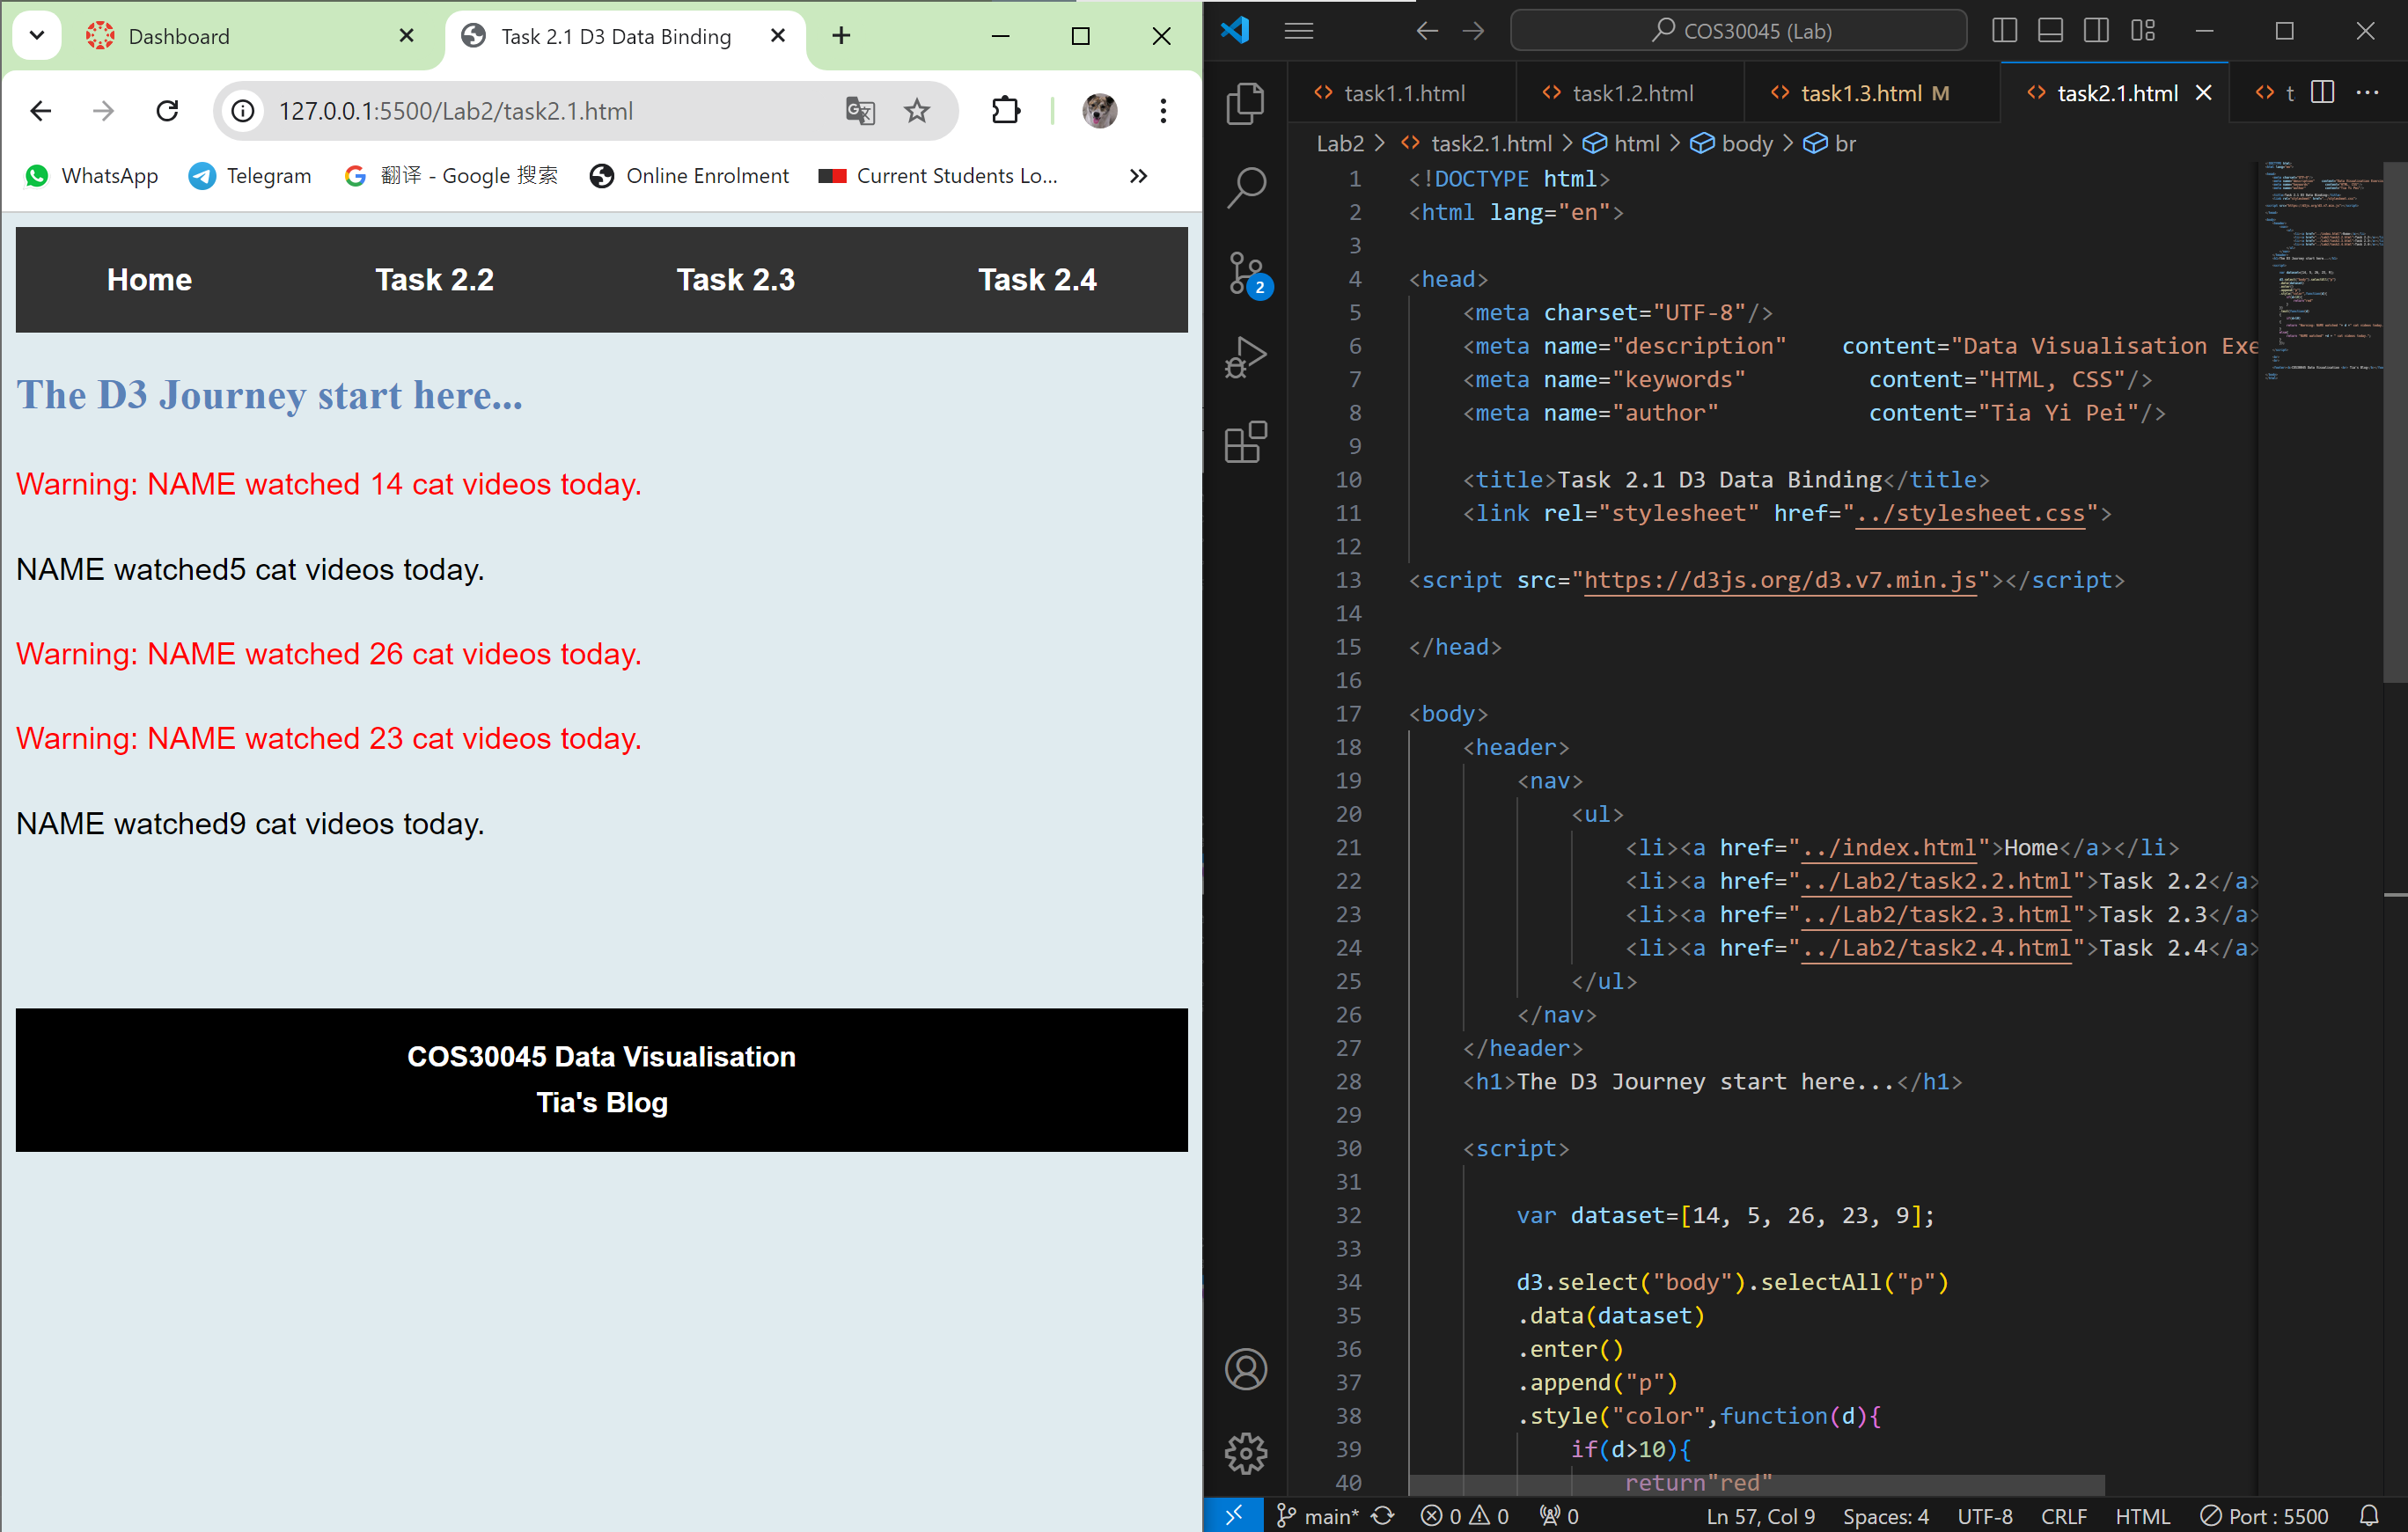 Dashboard
Task 2.1 D3 Data Binding
127.0.0.1:5500/Lab2/task2.1.html
WhatsApp
Telegram
翻译 - Google 搜索
Online Enrolment
Current Students Lo...
Home
Task 2.2
Task 2.3
Task 2.4
The D3 Journey start here...
Warning: NAME watched 14 cat videos today.
NAME watched5 cat videos today.
Warning: NAME watched 26 cat videos today.
Warning: NAME watched 23 cat videos today.
NAME watched9 cat videos today.
COS30045 Data Visualisation
Tia's Blog
COS30045 (Lab)
task1.1.html
task1.2.html
task1.3.html M
task2.1.html
t
Lab2 > task2.1.html > html > body > br
2
1 <!DOCTYPE html>
2 <html lang="en">
3
4 <head>
5 <meta charset="UTF-8"/>
6 <meta name="description" content="Data Visualisation Exe
7 <meta name="keywords" content="HTML, CSS"/>
8 <meta name="author" content="Tia Yi Pei"/>
9
10 <title>Task 2.1 D3 Data Binding</title>
11 <link rel="stylesheet" href="../stylesheet.css">
12
13 <script src="https://d3js.org/d3.v7.min.js"></script>
14
15 </head>
16
17 <body>
18 <header>
19 <nav>
20 <ul>
21 <li><a href="../index.html">Home</a></li>
22 <li><a href="../Lab2/task2.2.html">Task 2.2</a>
23 <li><a href="../Lab2/task2.3.html">Task 2.3</a>
24 <li><a href="../Lab2/task2.4.html">Task 2.4</a>
25 </ul>
26 </nav>
27 </header>
28 <h1>The D3 Journey start here...</h1>
29
30 <script>
31
32 var dataset=[14, 5, 26, 23, 9];
33
34 d3.select("body").selectAll("p")
35 .data(dataset)
36 .enter()
37 .append("p")
38 .style("color",function(d){
39 if(d>10){
40 return"red"
main*
0 0
0
Ln 57, Col 9
Spaces: 4
UTF-8
CRLF
HTML
Port : 5500